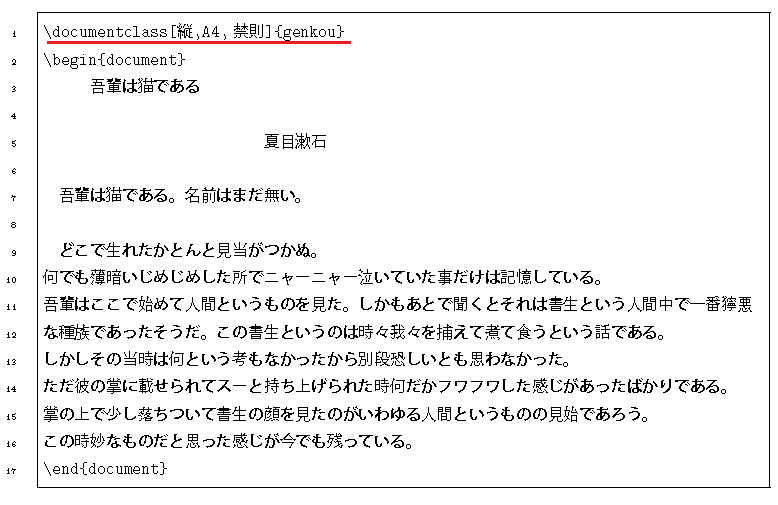 1 \documentclass[縦,A4, 禁則]{genkou}
2 \begin{document}
3 吾輩は猫である
4
5 夏目漱石
6
7 吾輩は猫である。名前はまだ無い。
8
9 どこで生れたかとんと見当がつかぬ。
10 何でも薄暗いじめじめした所でニャーニャー泣いていた事だけは記憶している。
11 吾輩はここで始めて人間というものを見た。しかもあとで聞くとそれは書生という人間中で一番獰悪
12 な種族であったそうだ。この書生というのは時々我々を捕えて煮て食うという話である。
13 しかしその当時は何という考もなかったから別段恐しいとも思わなかった。
14 ただ彼の掌に載せられてスーと持ち上げられた時何だかフワフワした感じがあったばかりである。
15 掌の上で少し落ちついて書生の顔を見たのがいわゆる人間というものの見始であろう。
16 この時妙なものだと思った感じが今でも残っている。
17 \end{document}